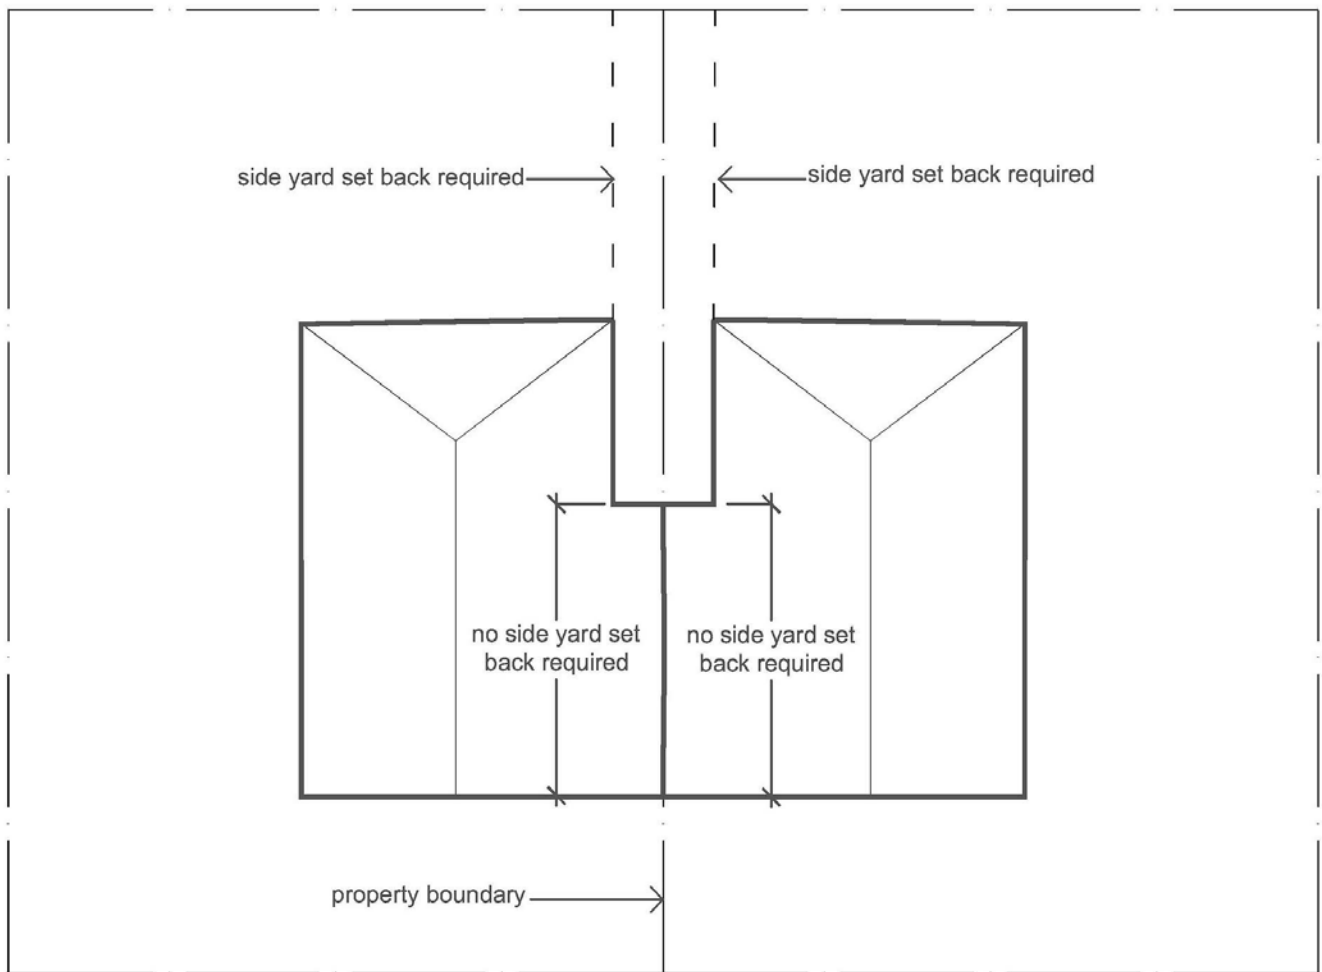 side yard set back required
side yard set back required
no side yard set
back required
no side yard set
back required
property boundary